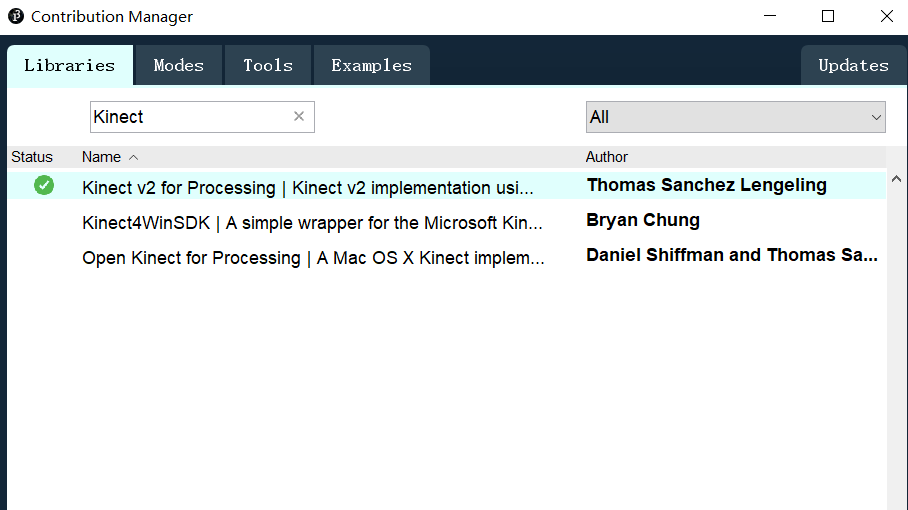 Contribution Manager
Libraries Modes Tools Examples Updates
Kinect All
Status Name Author
Kinect v2 for Processing | Kinect v2 implementation usi... Thomas Sanchez Lengeling
Kinect4WinSDK | A simple wrapper for the Microsoft Kin... Bryan Chung
Open Kinect for Processing | A Mac OS X Kinect implem... Daniel Shiffman and Thomas Sa...